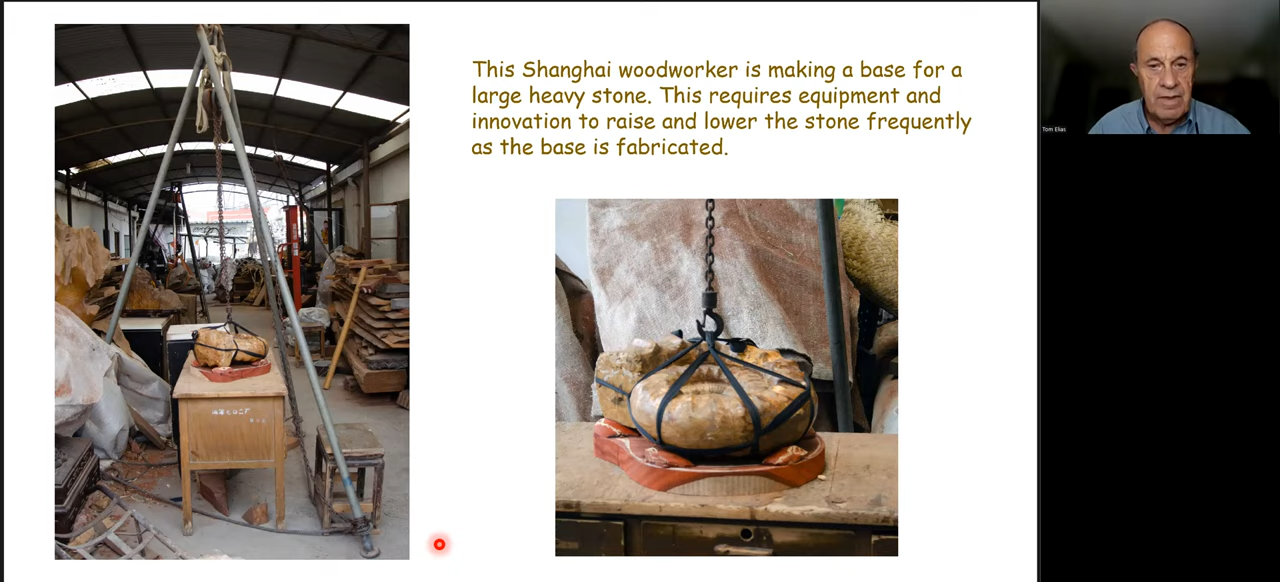 This Shanghai woodworker is making a base for a
large heavy stone. This requires equipment and
innovation to raise and lower the stone frequently
as the base is fabricated.
Tom Elias